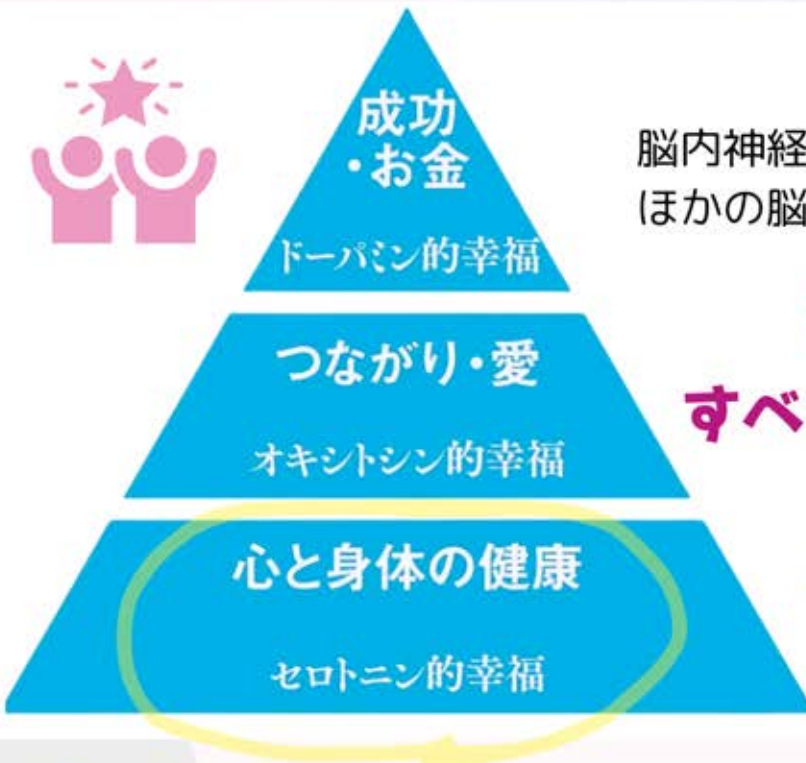 成功
・お金
ドーパミン的幸福
脳内神経
ほかの脳
つながり・愛
オキシトシン的幸福
すべ
心と身体の健康
セロトニン的幸福